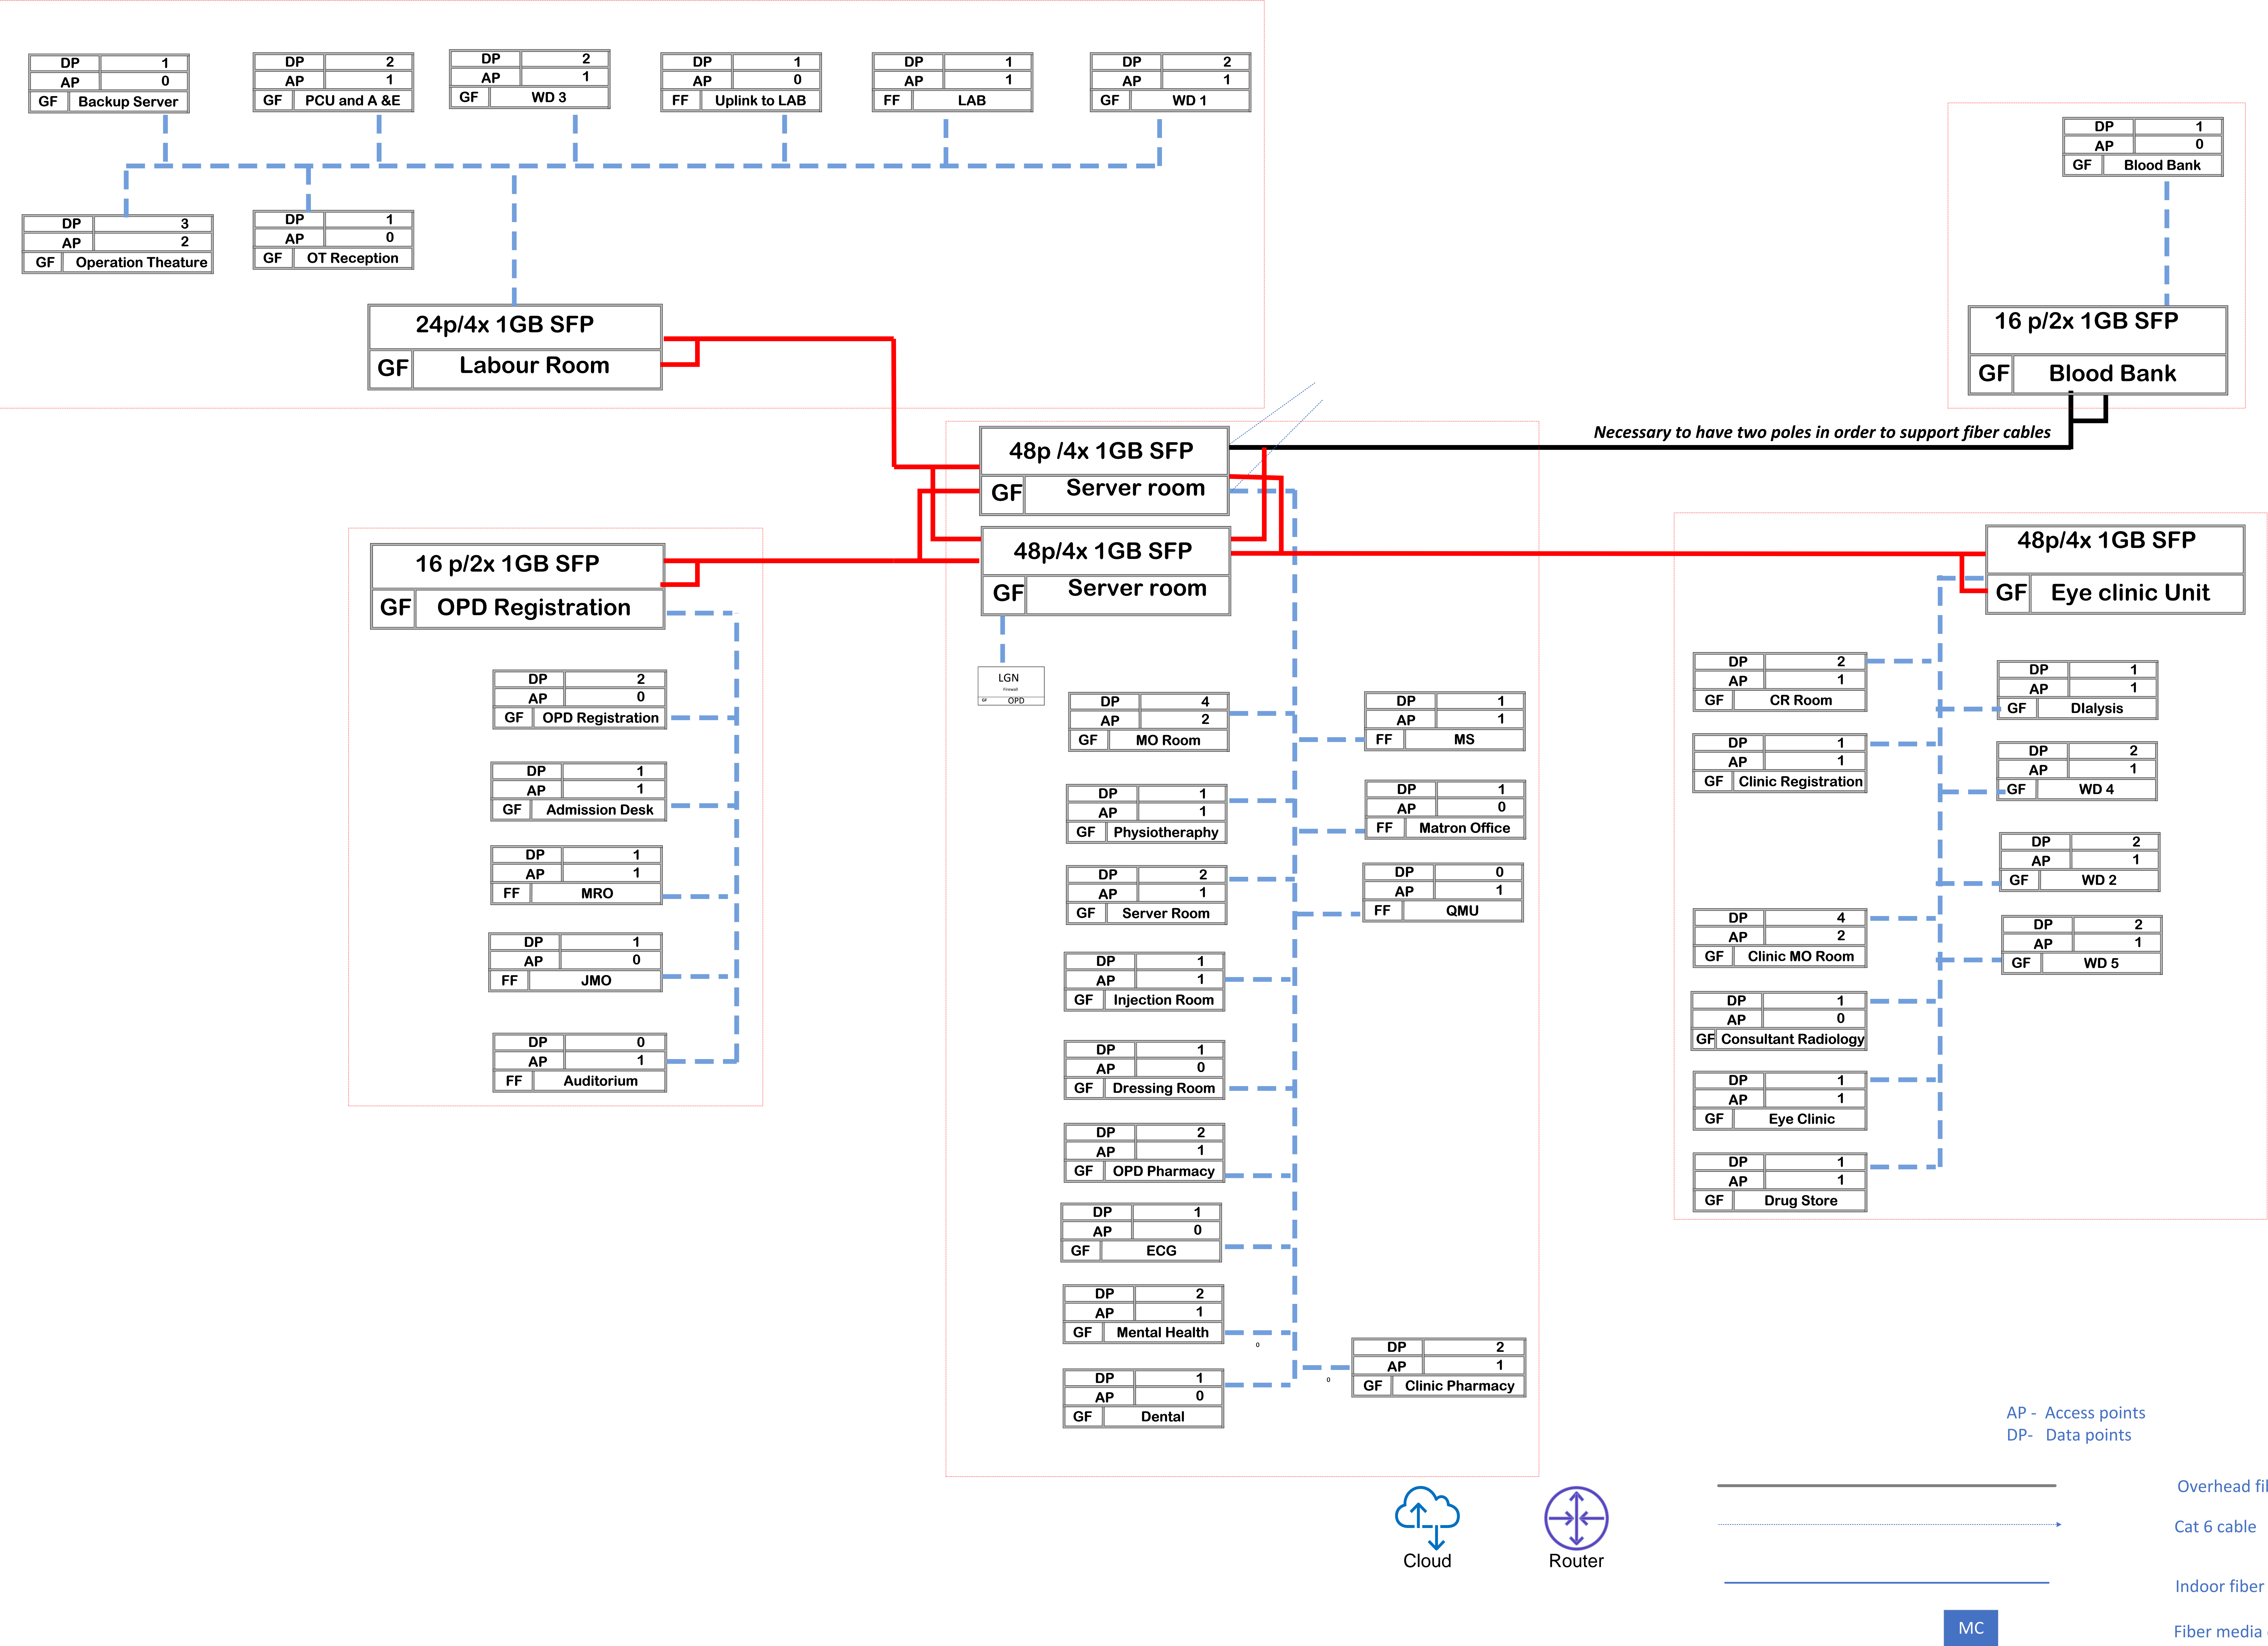 DP 1
AP 0
GF Backup Server
DP 2
AP 1
GF PCU and A &E
DP 2
AP 1
GF WD 3
DP 1
AP 0
FF Uplink to LAB
DP 1
AP 1
FF LAB
DP 2
AP 1
GF WD 1
DP 3
AP 2
GF Operation Theature
DP 1
AP 0
GF OT Reception
24p/4x 1GB SFP
GF Labour Room
DP 1
AP 0
GF Blood Bank
16 p/2x 1GB SFP
GF Blood Bank
Necessary to have two poles in order to support fiber cables
48p /4x 1GB SFP
GF Server room
48p/4x 1GB SFP
GF Server room
LGN
Firewall
GF OPD
16 p/2x 1GB SFP
GF OPD Registration
DP 2
AP 0
GF OPD Registration
DP 1
AP 1
GF Admission Desk
DP 1
AP 1
FF MRO
DP 1
AP 0
FF JMO
DP 0
AP 1
FF Auditorium
DP 4
AP 2
GF MO Room
DP 1
AP 1
GF Physiotheraphy
DP 2
AP 1
GF Server Room
DP 1
AP 1
GF Injection Room
DP 1
AP 0
GF Dressing Room
DP 2
AP 1
GF OPD Pharmacy
DP 1
AP 0
GF ECG
DP 2
AP 1
GF Mental Health
0
DP 1
AP 0
GF Dental
DP 1
AP 1
FF MS
DP 1
AP 0
FF Matron Office
DP 0
AP 1
FF QMU
0
DP 2
AP 1
GF Clinic Pharmacy
48p/4x 1GB SFP
GF Eye clinic Unit
DP 2
AP 1
GF CR Room
DP 1
AP 1
GF Clinic Registration
DP 4
AP 2
GF Clinic MO Room
DP 1
AP 0
GF Consultant Radiology
DP 1
AP 1
GF Eye Clinic
DP 1
AP 1
GF Drug Store
DP 1
AP 1
GF DIalysis
DP 2
AP 1
GF WD 4
DP 2
AP 1
GF WD 2
DP 2
AP 1
GF WD 5
AP - Access points
DP- Data points
Cloud
Router
Overhead
Cat 6 cable
Indoor fiber
MC
Fiber media